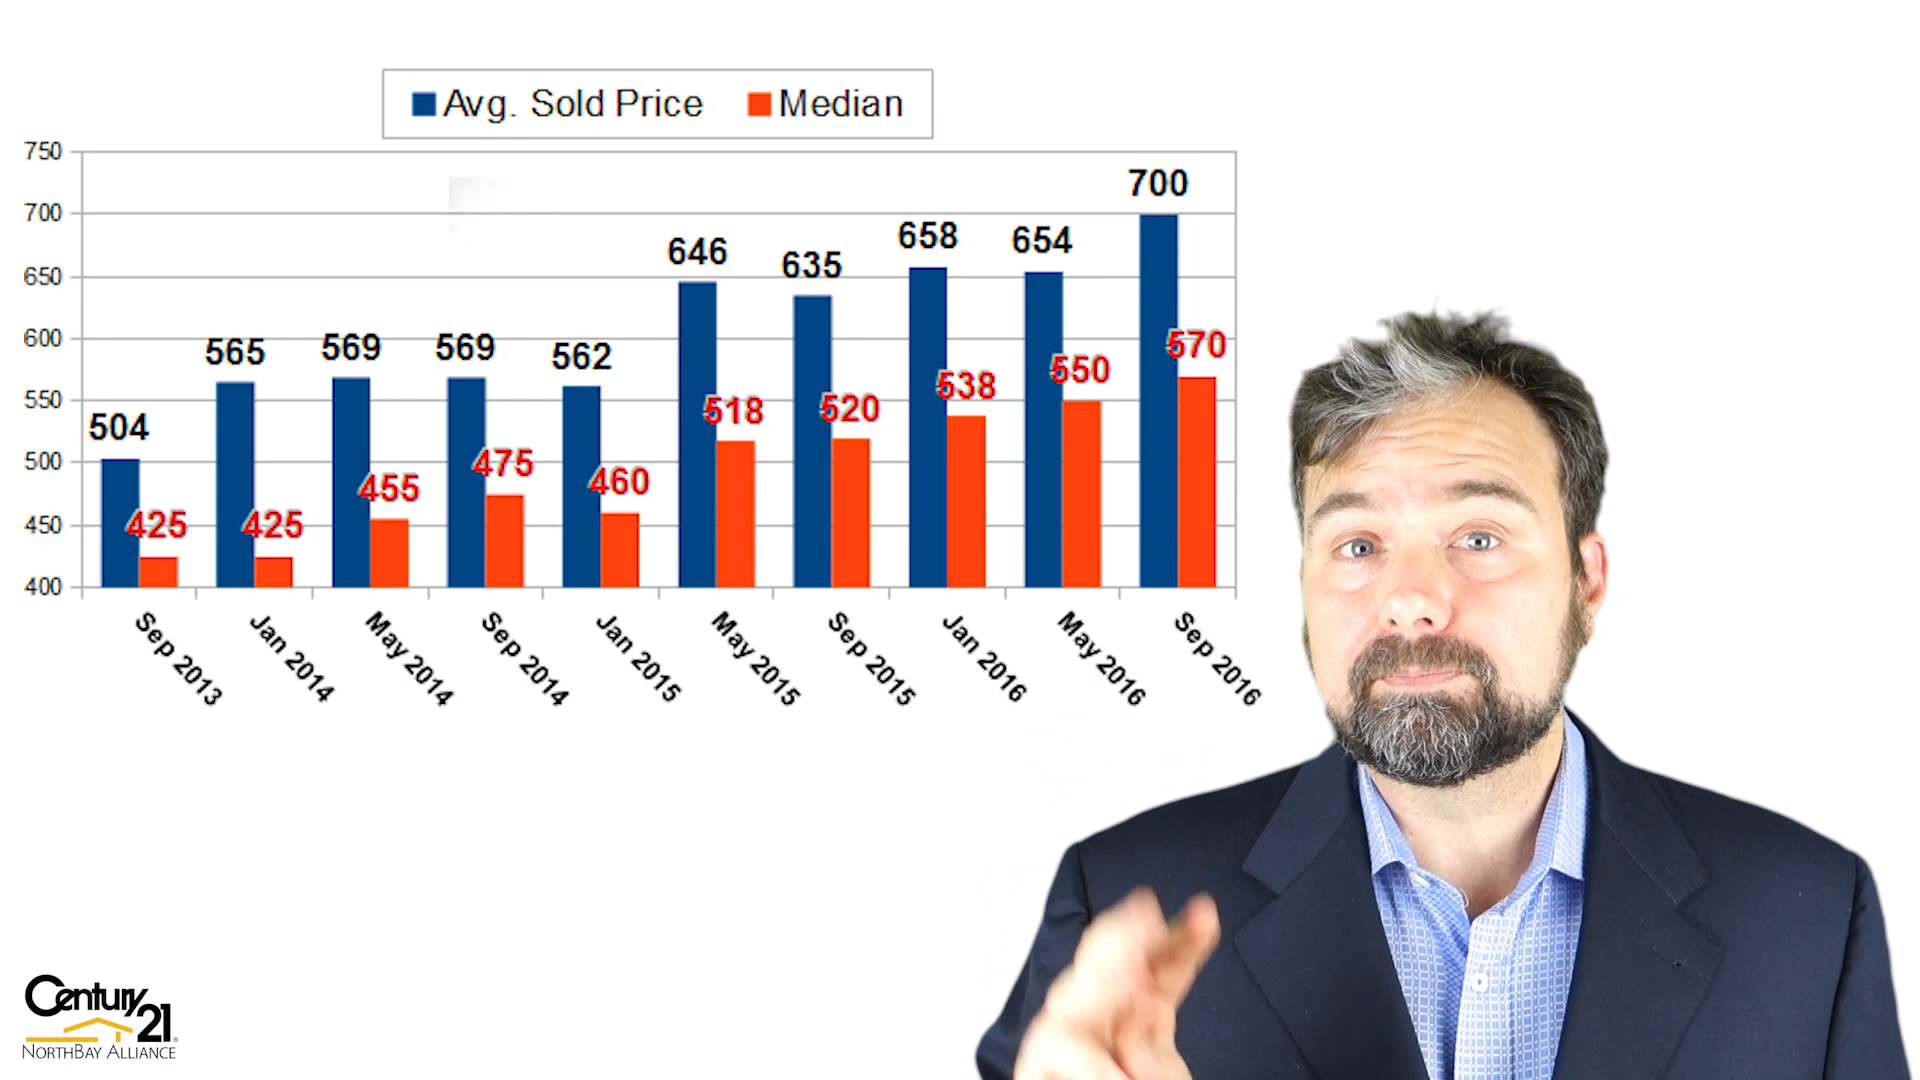 Avg. Sold Price Median
750
700
650
600
550
500
450
400
504 565 569 569 562 646 635 658 654 700
425 425 455 475 460 518 520 538 550 570
Sep 2013 Jan 2014 May 2014 Sep 2014 Jan 2015 May 2015 Sep 2015 Jan 2016 May 2016 Sep 2016
Century 21
NORTHBAY ALLIANCE